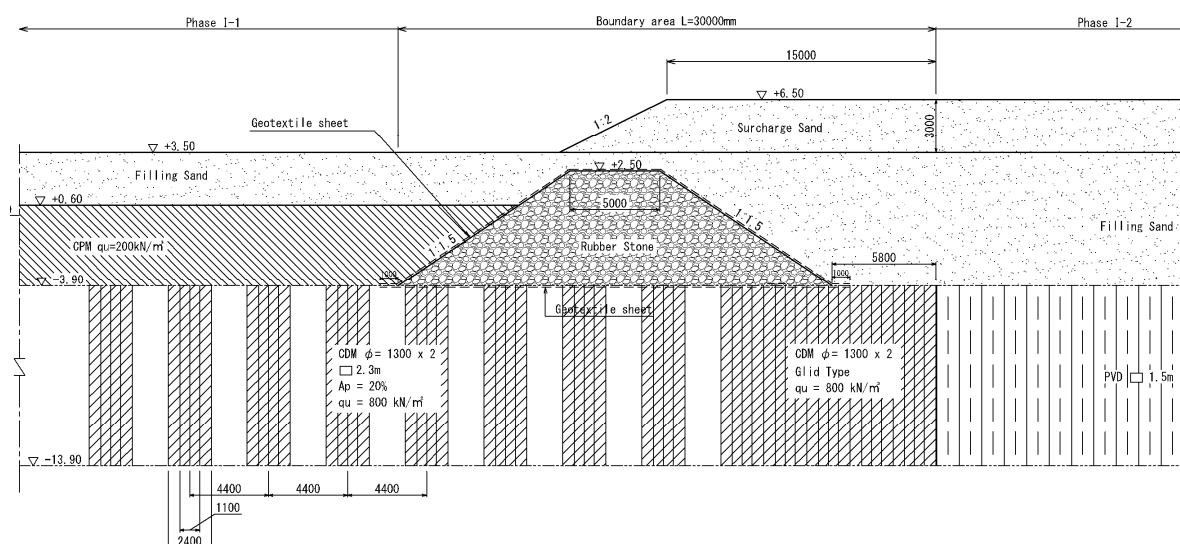 Phase I-1
Boundary area L=30000mm
Phase I-2
15000
+6.50
Geotextile sheet
1:2
Surcharge Sand
3000
+3.50
+2.50
Filling Sand
+0.60
5000
1:1.5
1:1.5
Filling Sand
CPM qu=200kN/㎡
Rubber Stone
5800
1000
1000
-3.90
Geotextile sheet
CDM φ= 1300 x 2
□ 2.3m
Ap = 20%
qu = 800 kN/㎡
CDM φ= 1300 x 2
Glid Type
qu = 800 kN/㎡
PVD □ 1.5m
-13.90
4400
4400
4400
1100
2400